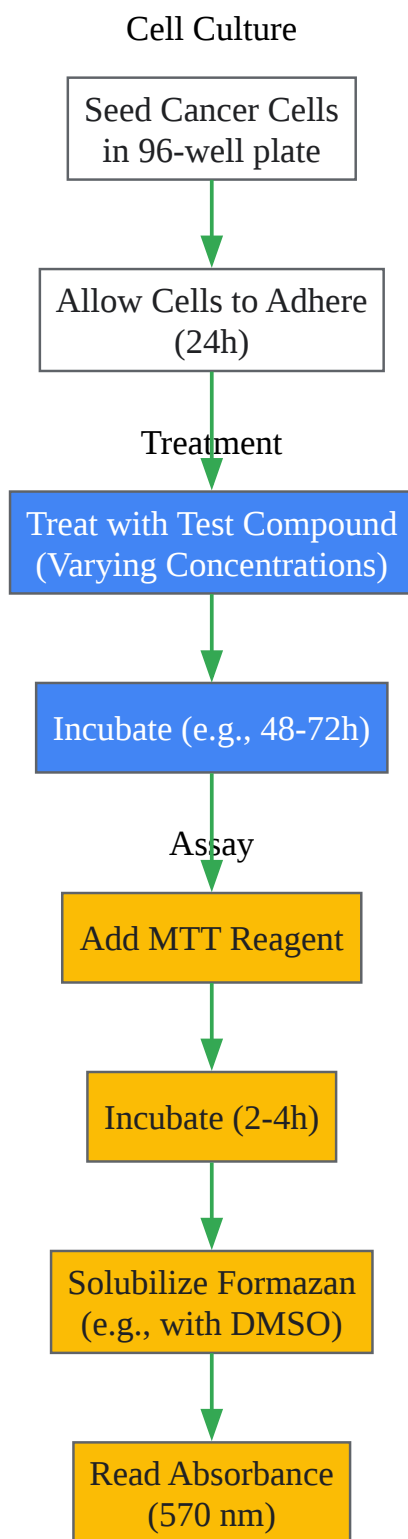 Cell Culture
Seed Cancer Cells
in 96-well plate
Allow Cells to Adhere
(24h)
Treatment
Treat with Test Compound
(Varying Concentrations)
Incubate (e.g., 48-72h)
Assay
Add MTT Reagent
Incubate (2-4h)
Solubilize Formazan
(e.g., with DMSO)
Read Absorbance
(570 nm)